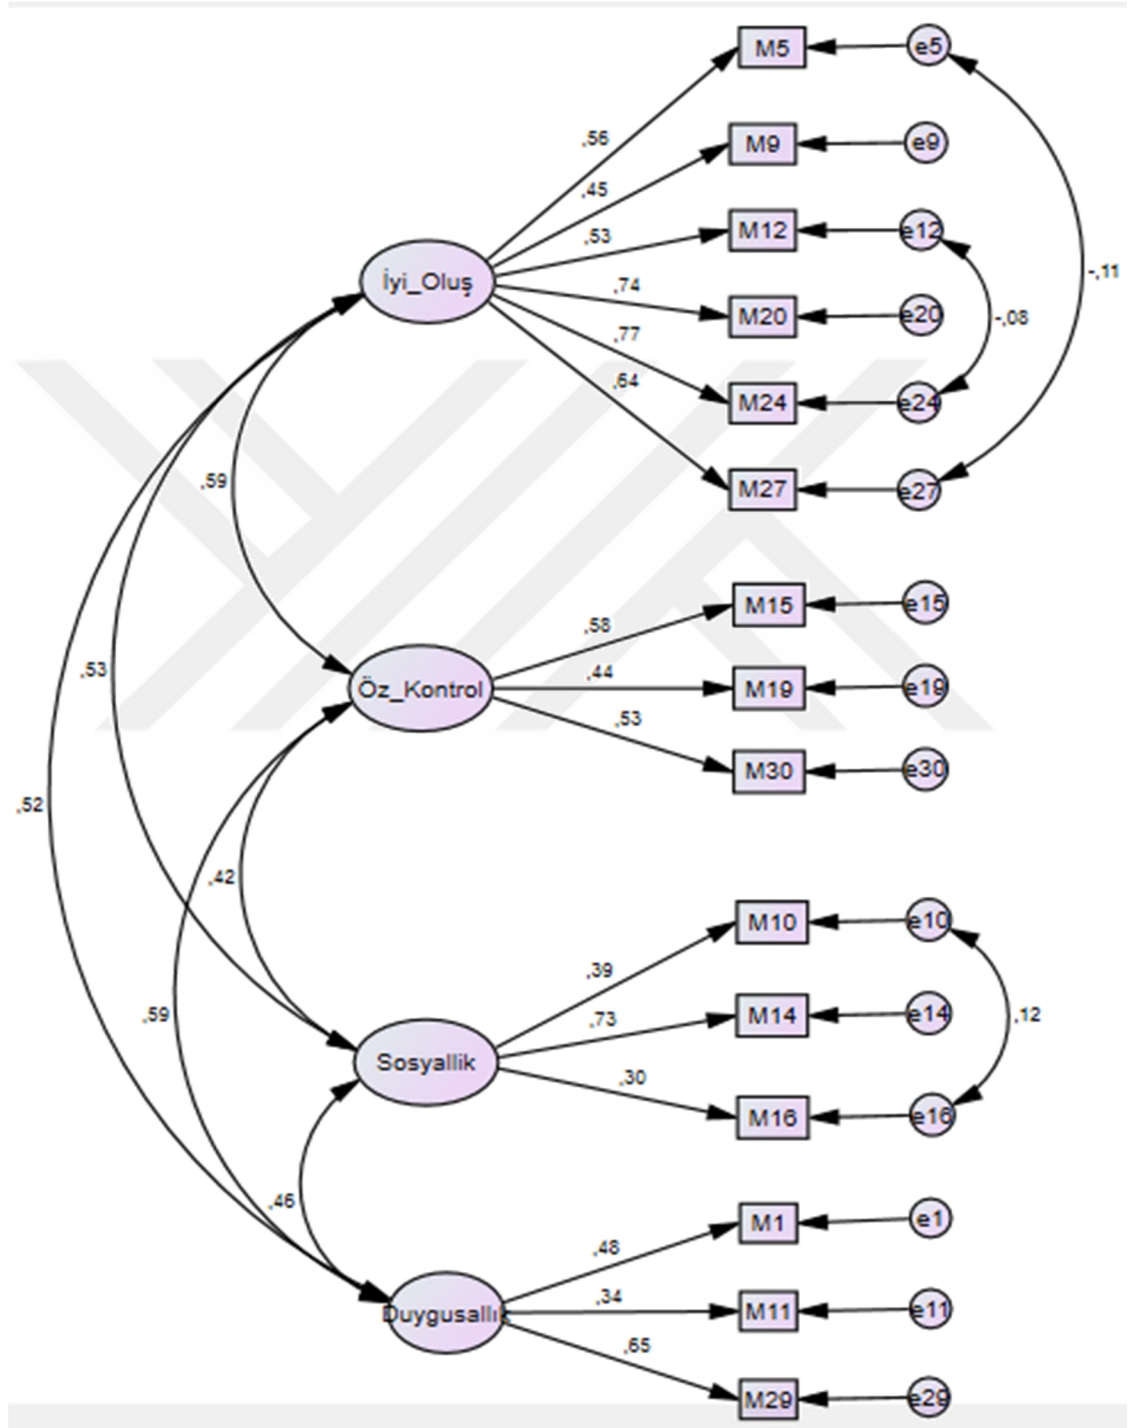 M5
e5
,56
M9
e9
,45
M12
e12
,53
İyi_Oluş
,74
M20
e20
-,11
-,08
,77
,64
M24
e24
M27
e27
,59
M15
e15
,58
,53
Öz_Kontrol
,44
M19
e19
,53
M30
e30
,52
,42
M10
e10
,39
,59
,73
M14
e14
,12
Sosyallik
,30
M16
e16
,46
M1
e1
,48
Duygusallık
,34
M11
e11
,65
M29
e29